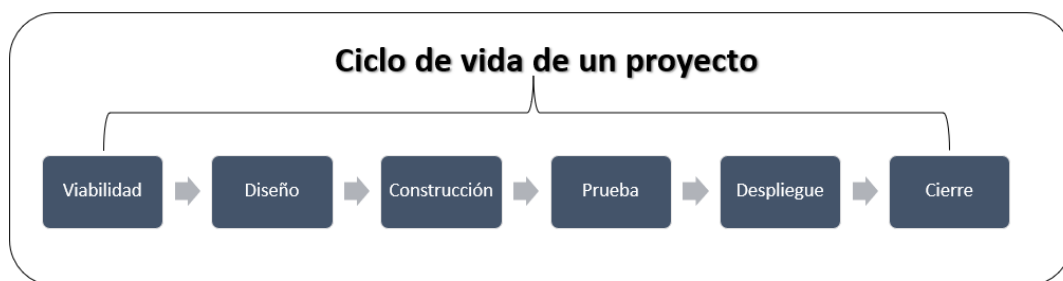 Ciclo de vida de un proyecto
Viabilidad
Diseño
Construcción
Prueba
Despliegue
Cierre